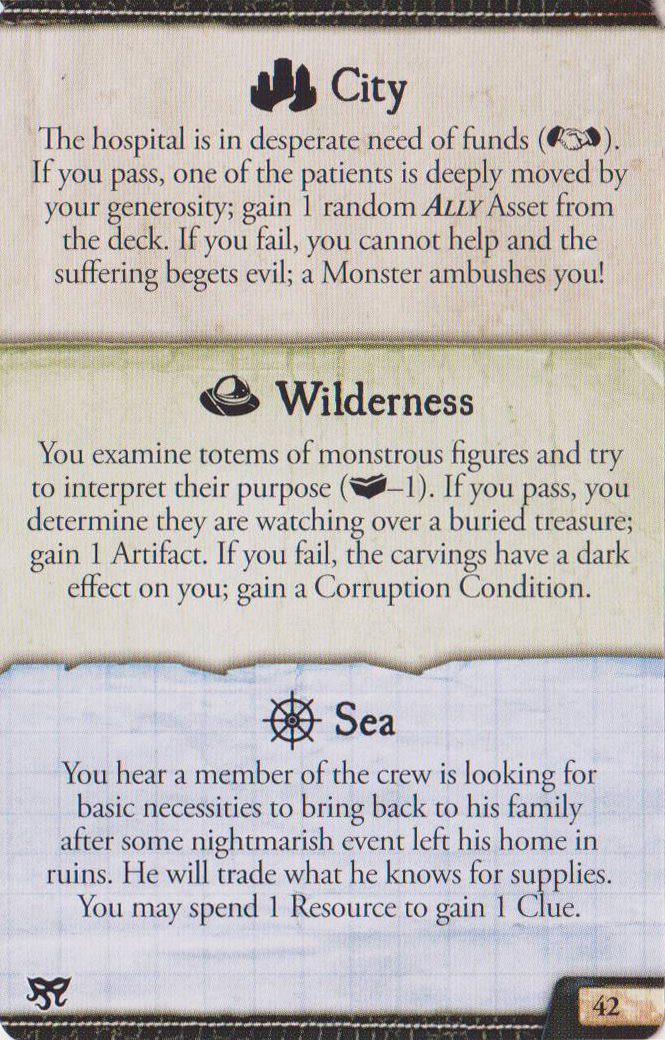 City
The hospital is in desperate need of funds ( ).
If you pass, one of the patients is deeply moved by
your generosity; gain 1 random ALLY Asset from
the deck. If you fail, you cannot help and the
suffering begets evil; a Monster ambushes you!
Wilderness
You examine totems of monstrous figures and try
to interpret their purpose ( –1). If you pass, you
determine they are watching over a buried treasure;
gain 1 Artifact. If you fail, the carvings have a dark
effect on you; gain a Corruption Condition.
Sea
You hear a member of the crew is looking for
basic necessities to bring back to his family
after some nightmarish event left his home in
ruins. He will trade what he knows for supplies.
You may spend 1 Resource to gain 1 Clue.
42